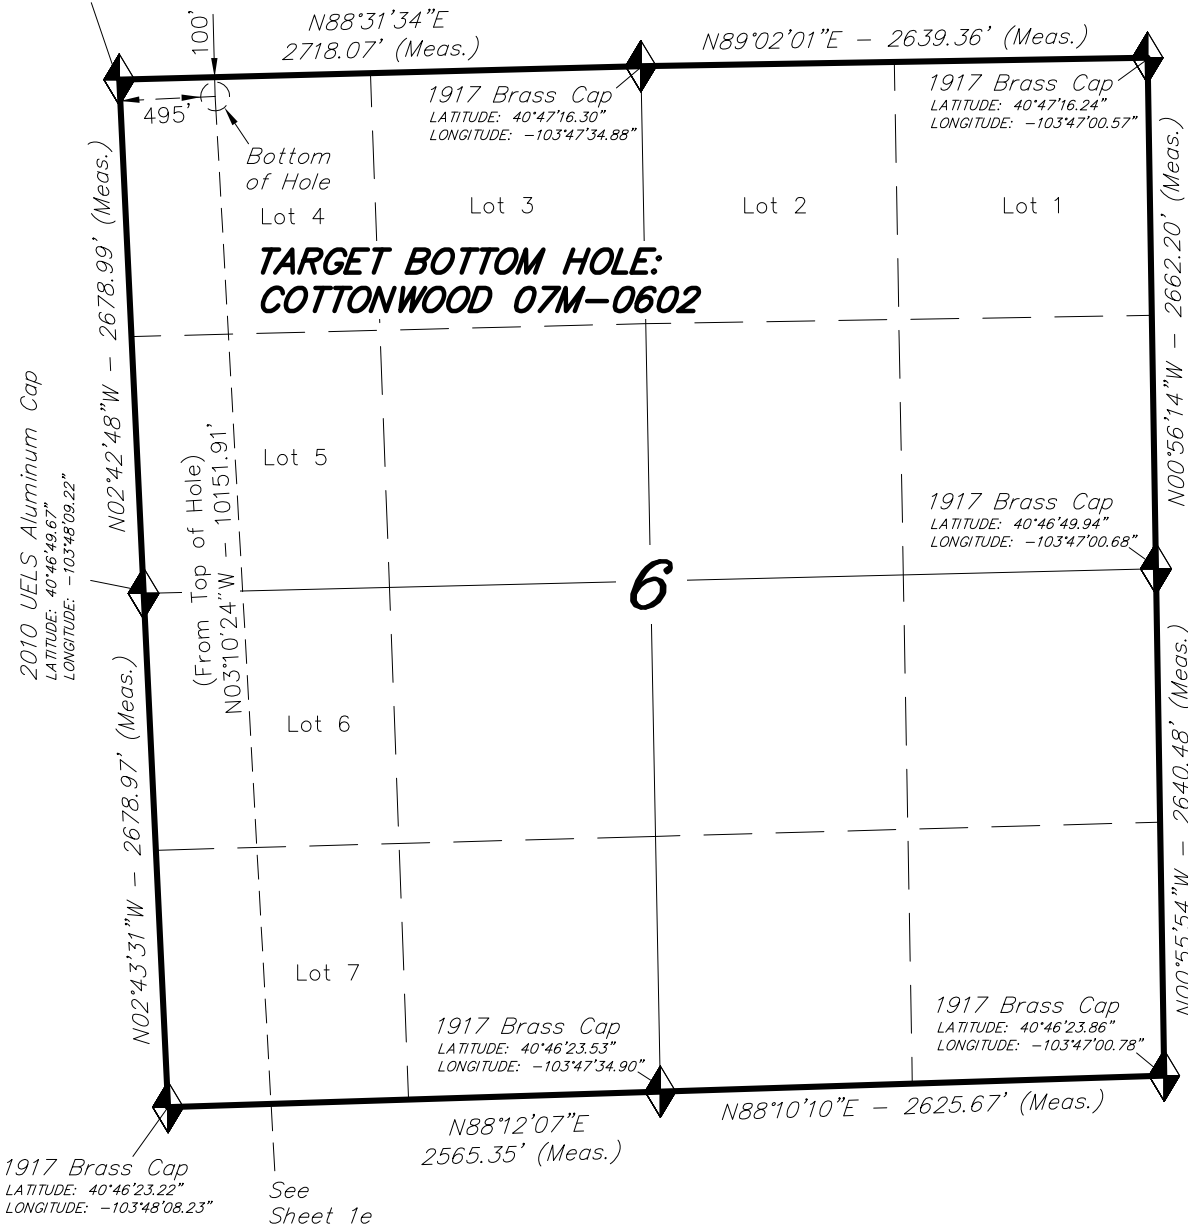 N88°31'34"E
2718.07' (Meas.)
N89°02'01"E - 2639.36' (Meas.)
100'
495'
Bottom
of Hole
1917 Brass Cap
LATITUDE: 40°47'16.30"
LONGITUDE: -103°47'34.88"
1917 Brass Cap
LATITUDE: 40°47'16.24"
LONGITUDE: -103°47'00.57"
Lot 4
Lot 3
Lot 2
Lot 1
TARGET BOTTOM HOLE:
COTTONWOOD 07M-0602
N02°42'48"W - 2678.99' (Meas.)
N00°56'14"W - 2662.20' (Meas.)
2010 UELS Aluminum Cap
LATITUDE: 40°46'49.67"
LONGITUDE: -103°48'09.22"
(From Top of Hole)
N03°10'24"W - 10151.91'
Lot 5
1917 Brass Cap
LATITUDE: 40°46'49.94"
LONGITUDE: -103°47'00.68"
6
Lot 6
N02°43'31"W - 2678.97' (Meas.)
N00°55'54"W - 2640.48' (Meas.)
Lot 7
1917 Brass Cap
LATITUDE: 40°46'23.53"
LONGITUDE: -103°47'34.90"
1917 Brass Cap
LATITUDE: 40°46'23.86"
LONGITUDE: -103°47'00.78"
N88°12'07"E
2565.35' (Meas.)
N88°10'10"E - 2625.67' (Meas.)
1917 Brass Cap
LATITUDE: 40°46'23.22"
LONGITUDE: -103°48'08.23"
See
Sheet 1e